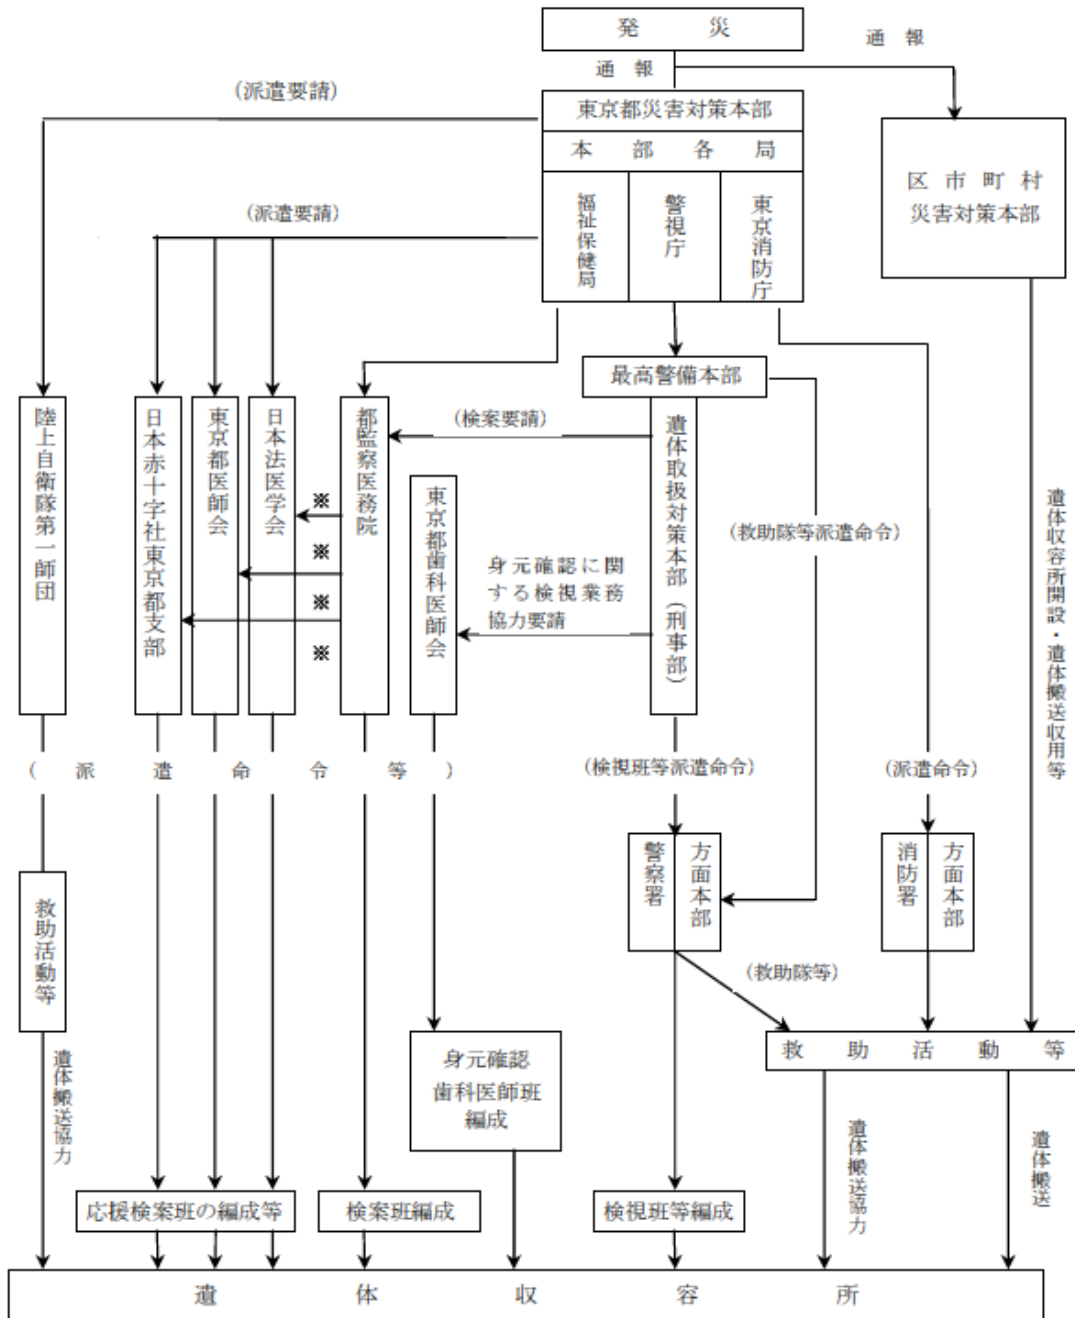 発災
通報
通報
(派遣要請)
東京都災害対策本部
本部各局
福祉保健局
警視庁
東京消防庁
区市町村
災害対策本部
(派遣要請)
最高警備本部
陸上自衛隊第一師団
日本赤十字社東京都支部
東京都医師会
日本法医学会
都監察医務院
(検案要請)
東京都歯科医師会
遺体取扱対策本部（刑事部）
※
※
※
※
身元確認に関
する検視業務
協力要請
(救助隊等派遣命令)
遺体収容所開設・遺体搬送収用等
(派遣命令等)
(検視班等派遣命令)
(派遣命令)
警察署
方面本部
消防署
方面本部
救助活動等
(救助隊等)
救助活動等
身元確認
歯科医師班
編成
遺体搬送協力
遺体搬送協力
遺体搬送
応援検案班の編成等
検案班編成
検視班等編成
遺体収容所